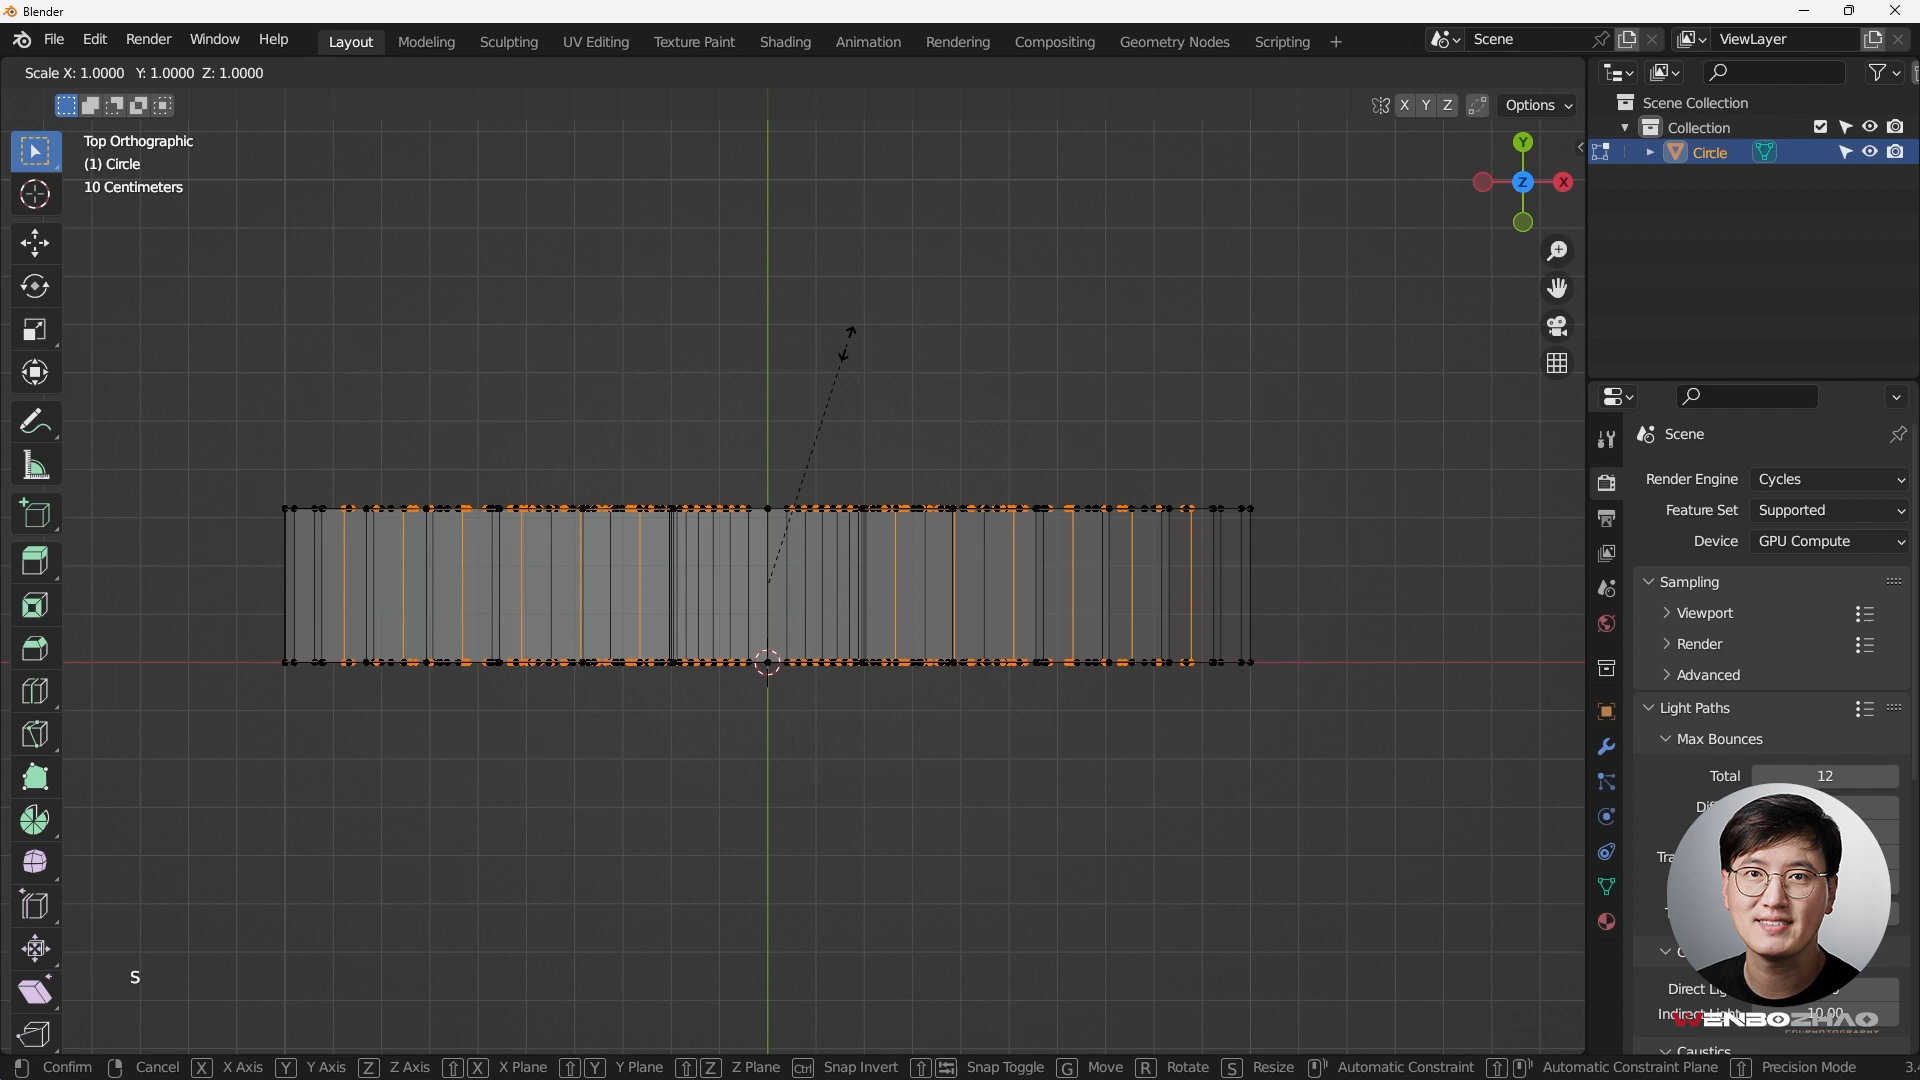 Blender
File Edit Render Window Help
Layout Modeling Sculpting UV Editing Texture Paint Shading Animation Rendering Compositing Geometry Nodes Scripting +
Scene
ViewLayer
Scale X: 1.0000 Y: 1.0000 Z: 1.0000
X Y Z
Options
Top Orthographic
(1) Circle
10 Centimeters
Y
Z
X
Scene Collection
Collection
Circle
Scene
Render Engine Cycles
Feature Set Supported
Device GPU Compute
Sampling
Viewport
Render
Advanced
Light Paths
Max Bounces
Total 12
Direct
10.00
WENBOZHAO
Caustics
S
Confirm Cancel X X Axis Y Y Axis Z Z Axis X X Plane Y Y Plane Z Z Plane Ctrl Snap Invert Snap Toggle G Move R Rotate S Resize Automatic Constraint Automatic Constraint Plane Precision Mode 3.